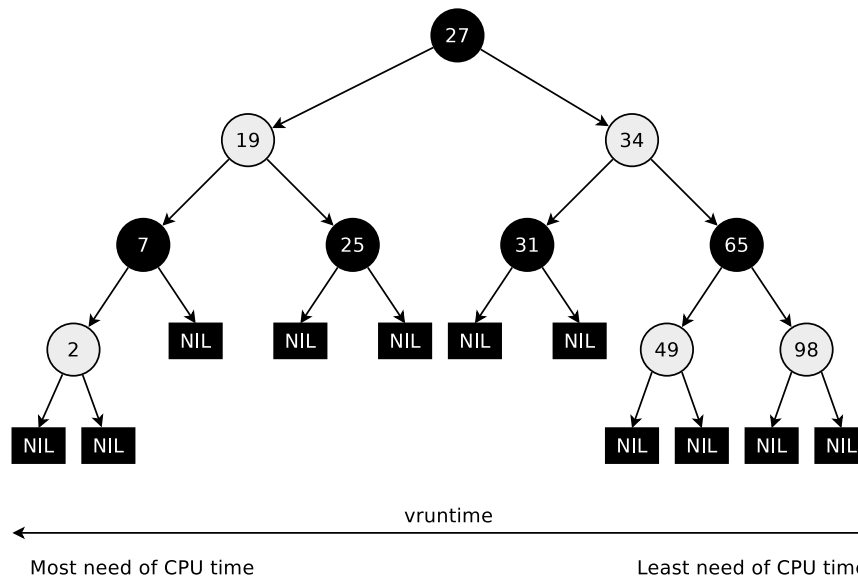 27
19 34
7 25 31 65
NIL NIL NIL NIL NIL
2 49 98
NIL NIL NIL NIL NIL NIL
vruntime
Most need of CPU time Least need of CPU time